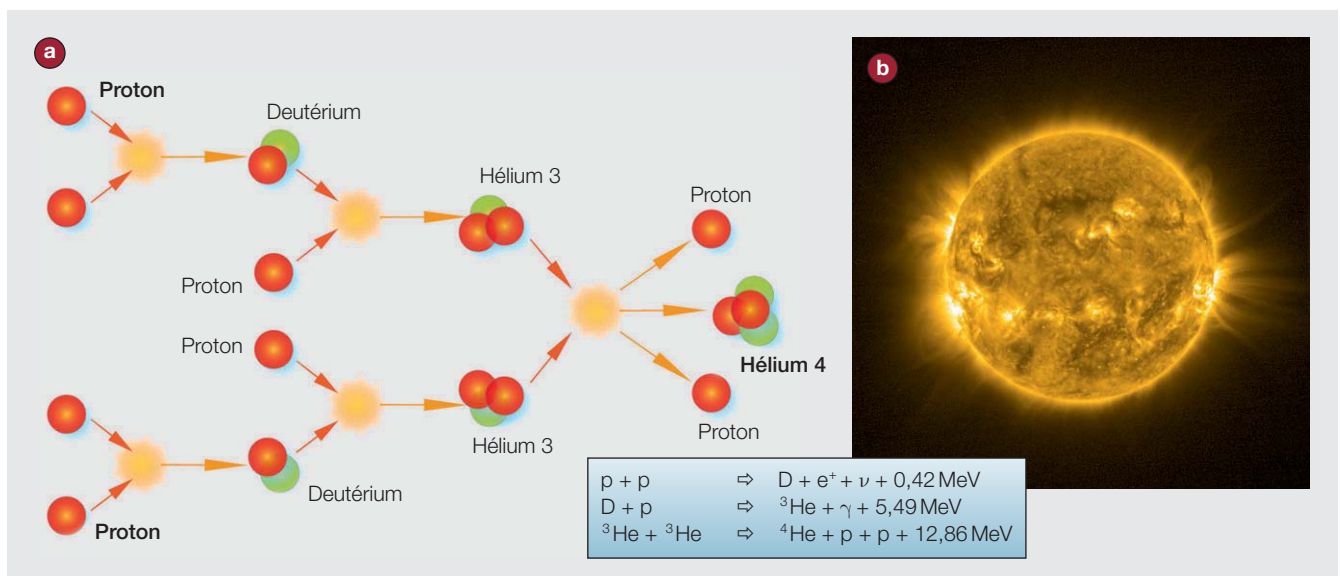 a
Proton
Deutérium
Hélium 3
Proton
Proton
Proton
Hélium 4
Hélium 3
Proton
Deutérium
Proton
b
p + p ⇨ D + e⁺ + ν + 0,42 MeV
D + p ⇨ ³He + γ + 5,49 MeV
³He + ³He ⇨ ⁴He + p + p + 12,86 MeV